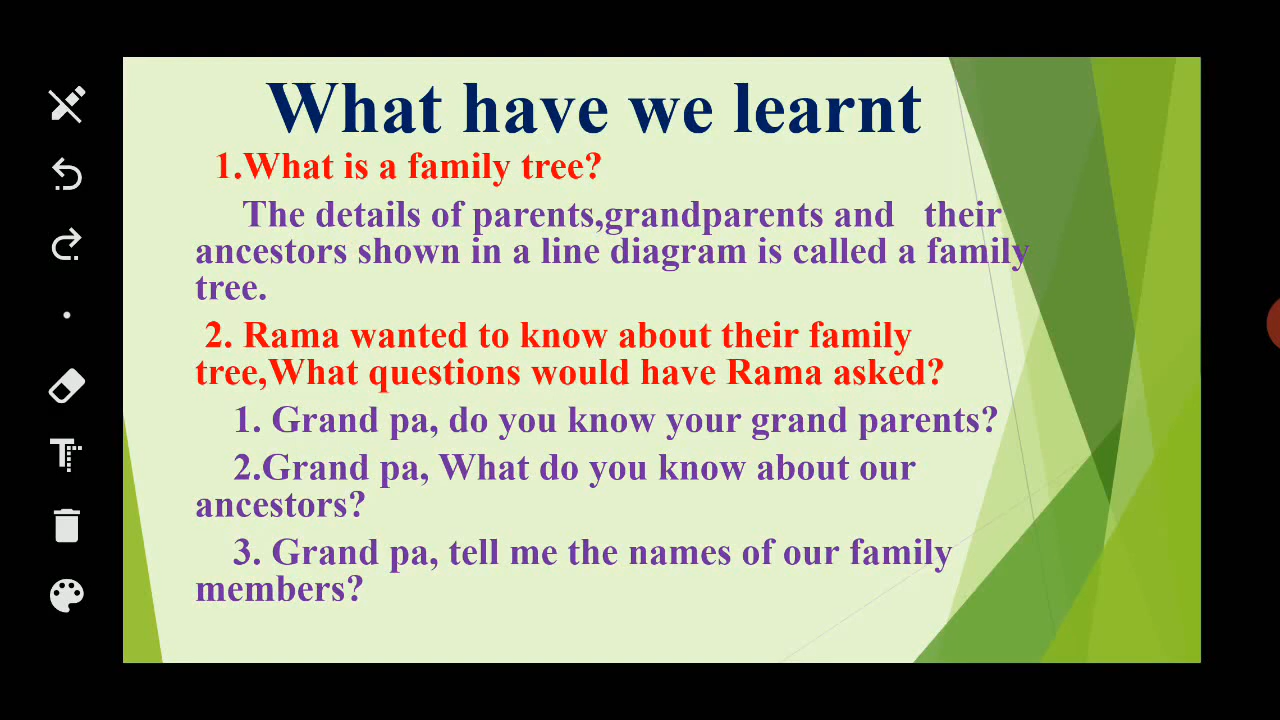 What have we learnt
1.What is a family tree?
The details of parents,grandparents and their
ancestors shown in a line diagram is called a family
tree.
2. Rama wanted to know about their family
tree,What questions would have Rama asked?
1. Grand pa, do you know your grand parents?
2.Grand pa, What do you know about our
ancestors?
3. Grand pa, tell me the names of our family
members?